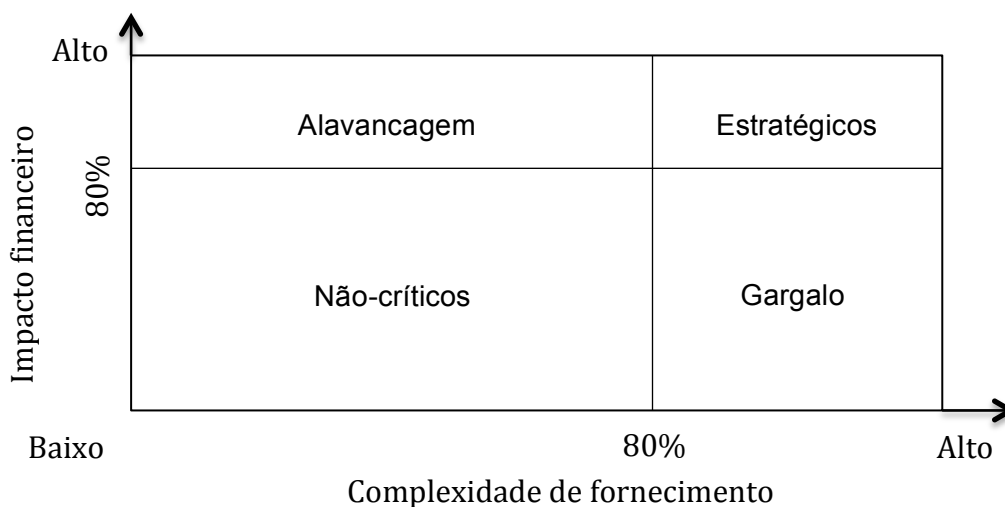 Alto
Alavancagem
Estratégicos
Impacto financeiro
80%
Não-críticos
Gargalo
Baixo
80%
Alto
Complexidade de fornecimento